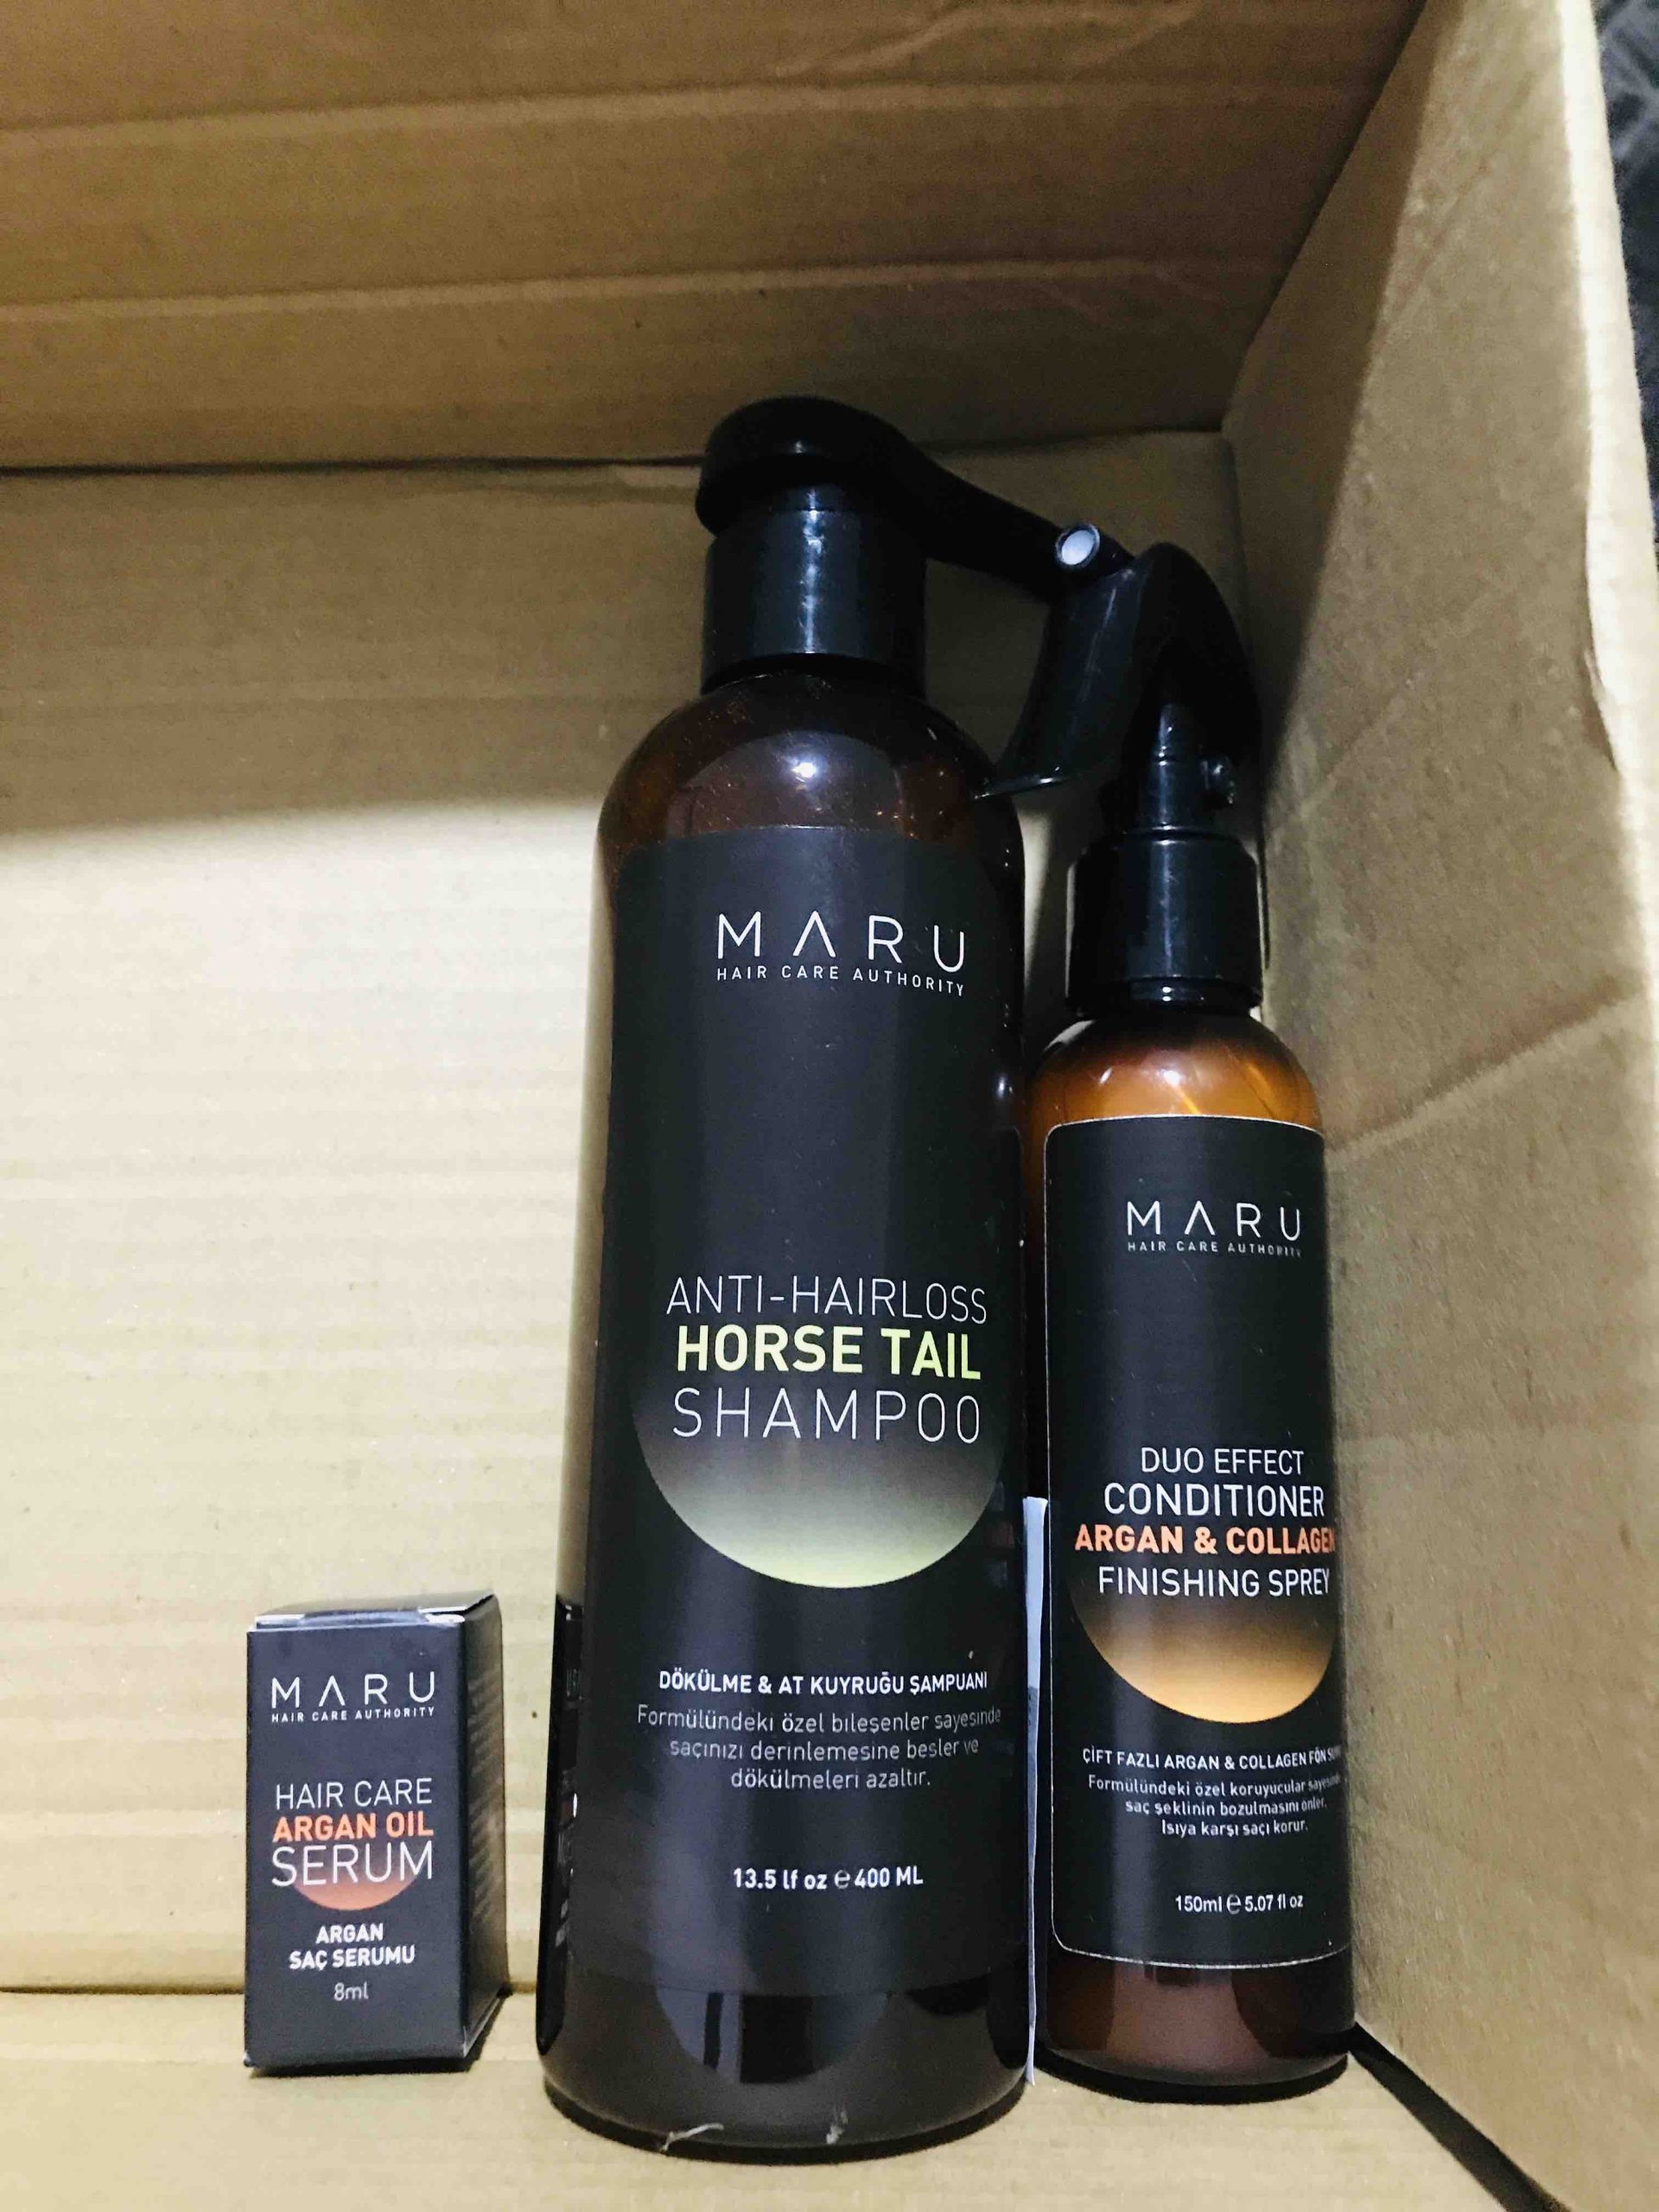 MARU
HAIR CARE AUTHORITY
HAIR CARE
ARGAN OIL
SERUM
ARGAN
SAÇ SERUMU
8ml
MARU
HAIR CARE AUTHORITY
ANTI-HAIRLOSS
HORSE TAIL
SHAMPOO
DÖKÜLME & AT KUYRUĞU ŞAMPUANI
Formülündeki özel bileşenler sayesinde
saçınızı derinlemesine besler ve
dökülmeleri azaltır.
13.5 lf oz ℮ 400 ML
MARU
HAIR CARE AUTHORITY
DUO EFFECT
CONDITIONER
ARGAN & COLLAGEN
FINISHING SPREY
ÇİFT FAZLI ARGAN & COLLAGEN FÖN
Formülündeki özel koruyucular
saç şeklinin bozulmasını önler.
Isıya karşı saçı korur.
150ml ℮ 5.07 fl oz